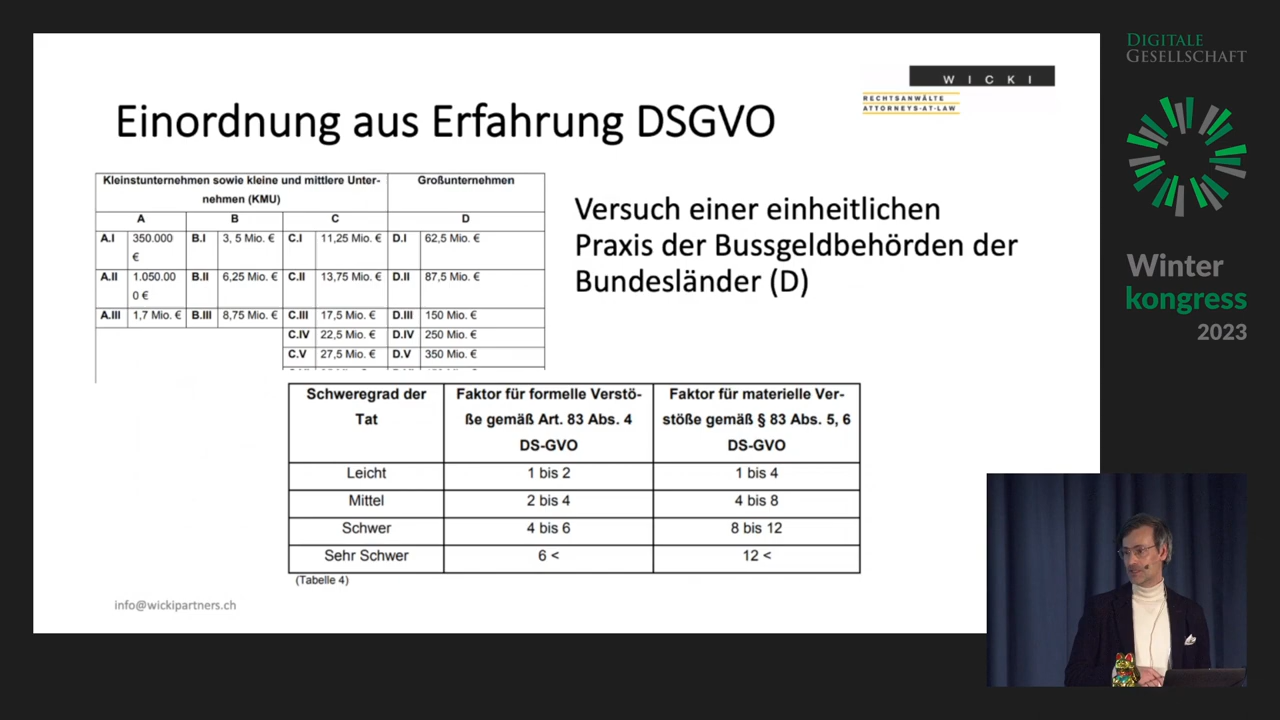 DIGITALE
GESELLSCHAFT
Winter
kongress
2023
WICKI
RECHTSANWÄLTE
ATTORNEYS-AT-LAW
Einordnung aus Erfahrung DSGVO
Kleinstunternehmen sowie kleine und mittlere Unter-
nehmen (KMU)
Großunternehmen
A B C D
A.I 350.000 € B.I 3, 5 Mio. € C.I 11,25 Mio. € D.I 62,5 Mio. €
A.II 1.050.00 0 € B.II 6,25 Mio. € C.II 13,75 Mio. € D.II 87,5 Mio. €
A.III 1,7 Mio. € B.III 8,75 Mio. € C.III 17,5 Mio. € D.III 150 Mio. €
C.IV 22,5 Mio. € D.IV 250 Mio. €
C.V 27,5 Mio. € D.V 350 Mio. €
Versuch einer einheitlichen
Praxis der Bussgeldbehörden der
Bundesländer (D)
Schweregrad der
Tat
Faktor für formelle Verstö-
ße gemäß Art. 83 Abs. 4
DS-GVO
Faktor für materielle Ver-
stöße gemäß § 83 Abs. 5, 6
DS-GVO
Leicht 1 bis 2 1 bis 4
Mittel 2 bis 4 4 bis 8
Schwer 4 bis 6 8 bis 12
Sehr Schwer 6 < 12 <
(Tabelle 4)
info@wickipartners.ch